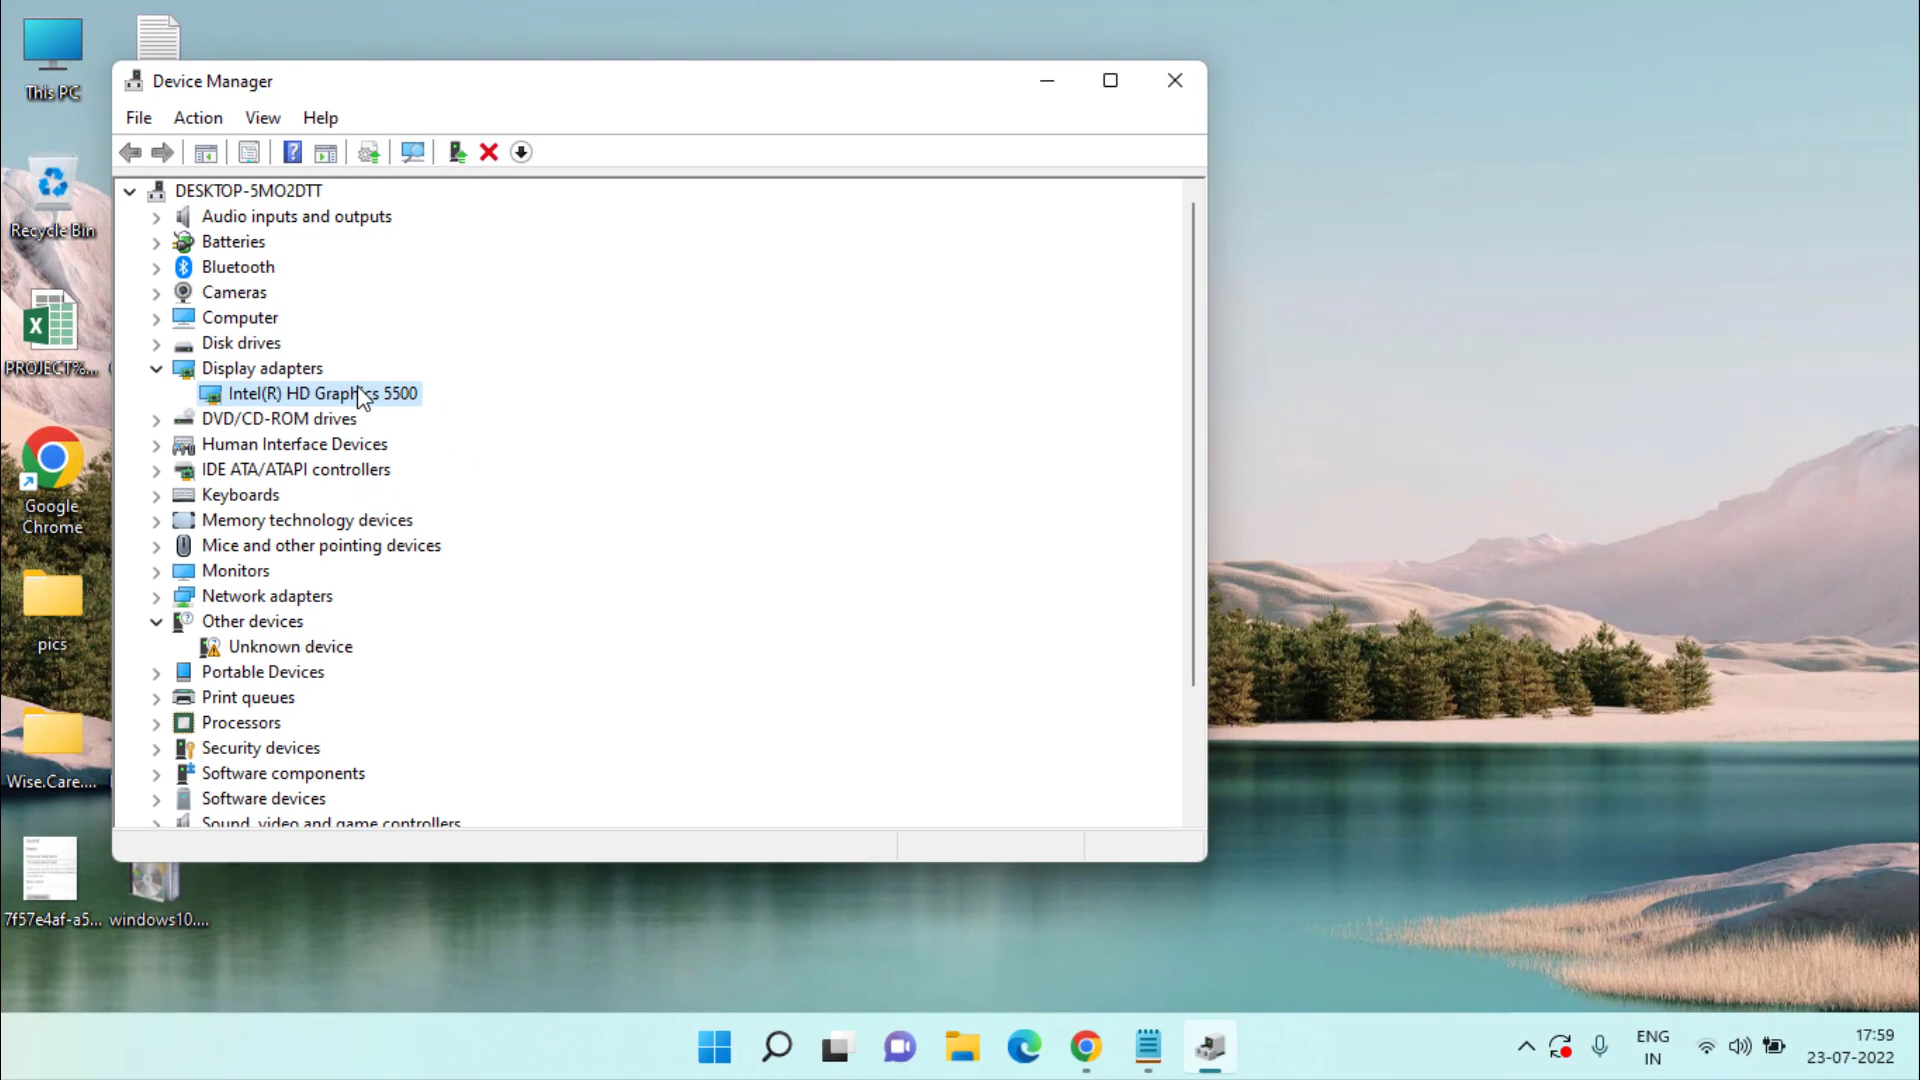 This PC
Recycle Bin
PROJECT%...
Google
Chrome
pics
Wise.Care....
7f57e4af-a5...
windows10....
Device Manager
File Action View Help
DESKTOP-5MO2DTT
Audio inputs and outputs
Batteries
Bluetooth
Cameras
Computer
Disk drives
Display adapters
Intel(R) HD Graphics 5500
DVD/CD-ROM drives
Human Interface Devices
IDE ATA/ATAPI controllers
Keyboards
Memory technology devices
Mice and other pointing devices
Monitors
Network adapters
Other devices
Unknown device
Portable Devices
Print queues
Processors
Security devices
Software components
Software devices
Sound, video and game controllers
ENG
IN
17:59
23-07-2022